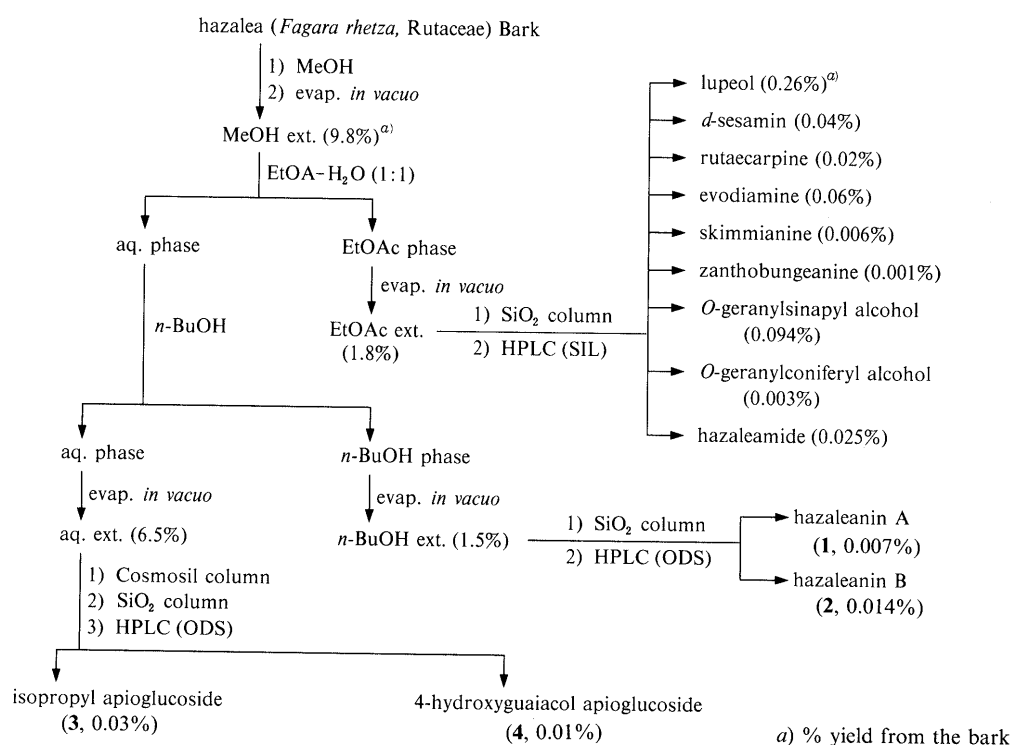 hazalea (Fagara rhetza, Rutaceae) Bark
1) MeOH
2) evap. in vacuo
MeOH ext. (9.8%)a)
EtOA–H2O (1:1)
aq. phase
EtOAc phase
evap. in vacuo
n-BuOH
EtOAc ext.
(1.8%)
1) SiO2 column
2) HPLC (SIL)
lupeol (0.26%)a)
d-sesamin (0.04%)
rutaecarpine (0.02%)
evodiamine (0.06%)
skimmianine (0.006%)
zanthobungeanine (0.001%)
O-geranylsinapyl alcohol
(0.094%)
O-geranylconiferyl alcohol
(0.003%)
hazaleamide (0.025%)
aq. phase
n-BuOH phase
evap. in vacuo
evap. in vacuo
aq. ext. (6.5%)
n-BuOH ext. (1.5%)
1) SiO2 column
2) HPLC (ODS)
hazaleanin A
(1, 0.007%)
hazaleanin B
(2, 0.014%)
1) Cosmosil column
2) SiO2 column
3) HPLC (ODS)
isopropyl apioglucoside
(3, 0.03%)
4-hydroxyguaiacol apioglucoside
(4, 0.01%)
a) % yield from the bark